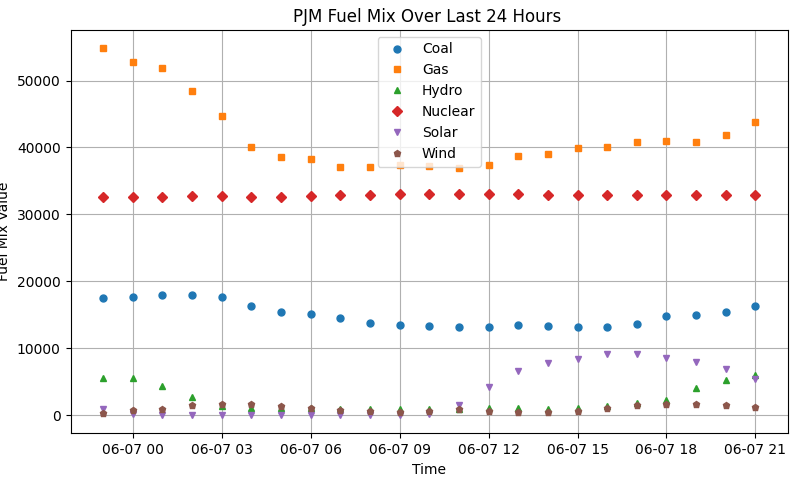 PJM Fuel Mix Over Last 24 Hours
Coal
Gas
Hydro
Nuclear
Solar
Wind
Fuel Mix Value
50000
40000
30000
20000
10000
0
06-07 00 06-07 03 06-07 06 06-07 09 06-07 12 06-07 15 06-07 18 06-07 21
Time